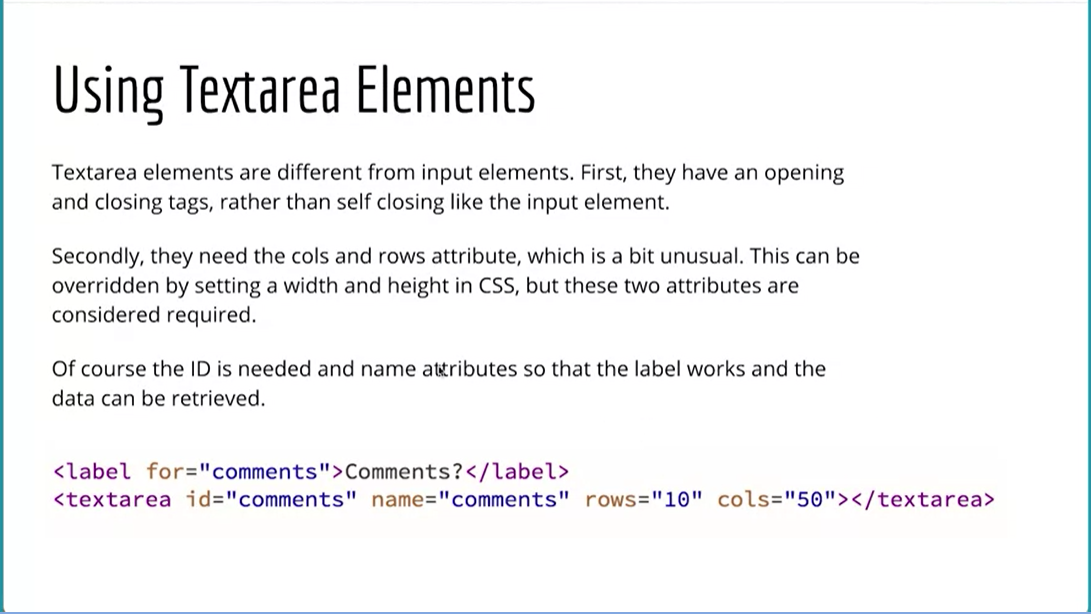 Using Textarea Elements
Textarea elements are different from input elements. First, they have an opening
and closing tags, rather than self closing like the input element.
Secondly, they need the cols and rows attribute, which is a bit unusual. This can be
overridden by setting a width and height in CSS, but these two attributes are
considered required.
Of course the ID is needed and name attributes so that the label works and the
data can be retrieved.
<label for="comments">Comments?</label>
<textarea id="comments" name="comments" rows="10" cols="50"></textarea>